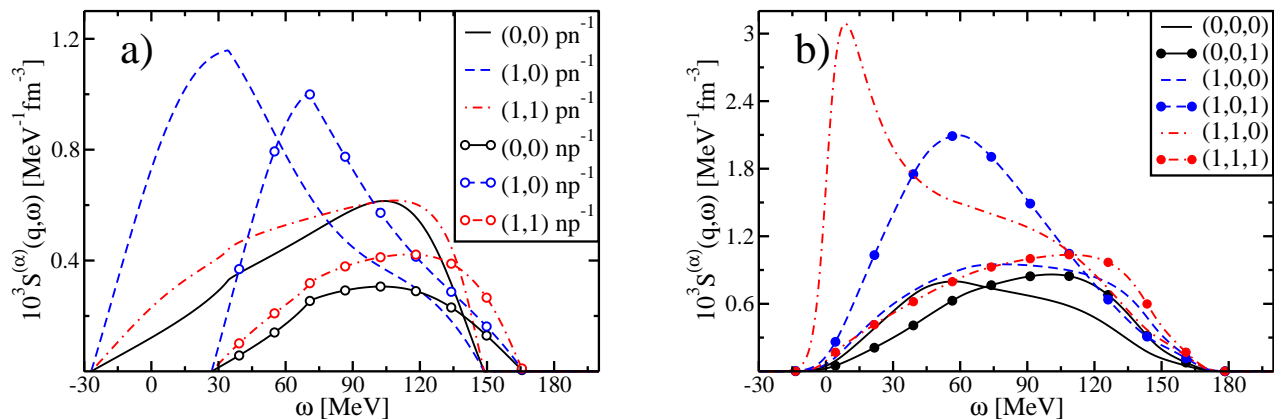 a)
10³S⁽ᵅ⁾(q,ω) [MeV⁻¹fm⁻³]
1.2
0.8
0.4
-30 0 30 60 90 120 150 180
ω [MeV]
(0,0) pn⁻¹
(1,0) pn⁻¹
(1,1) pn⁻¹
(0,0) np⁻¹
(1,0) np⁻¹
(1,1) np⁻¹
b)
10³S⁽ᵅ⁾(q,ω) [MeV⁻¹fm⁻³]
3
2.4
1.8
1.2
0.6
-30 0 30 60 90 120 150 180
ω [MeV]
(0,0,0)
(0,0,1)
(1,0,0)
(1,0,1)
(1,1,0)
(1,1,1)